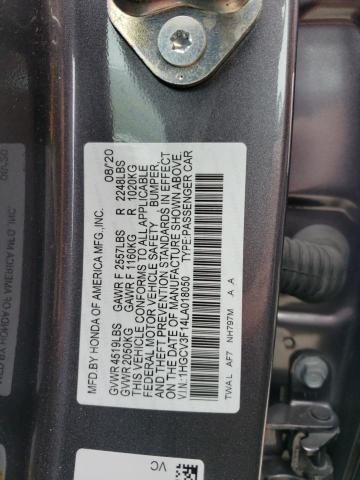 MFD.BY HONDA OF AMERICA MFG.,INC. 08/20
GVWR 4519LBS GAWR F 2557LBS R 2248LBS
GVWR 2050KG GAWR F 1160KG R 1020KG
THIS VEHICLE CONFORMS TO ALL APPLICABLE
FEDERAL MOTOR VEHICLE SAFETY, BUMPER,
AND THEFT PREVENTION STANDARDS IN EFFECT
ON THE DATE OF MANUFACTURE SHOWN ABOVE.
V.I.N.:1HGCV3F14LA018050 TYPE:PASSENGER CAR
TWA L AF7 NH797M A A
VC